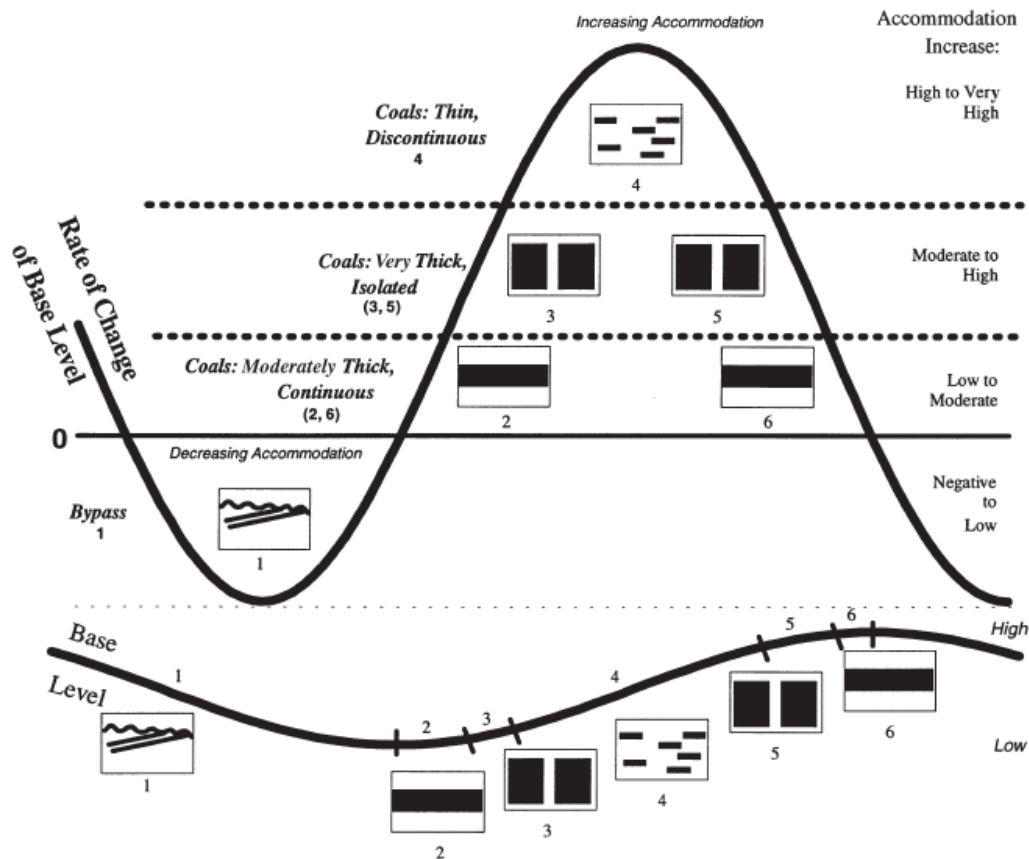 Increasing Accommodation
Accommodation
Increase:
High to Very
High
Coals: Thin,
Discontinuous
4
4
Rate of Change
of Base Level
Coals: Very Thick,
Isolated
(3, 5)
3
5
Moderate to
High
Coals: Moderately Thick,
Continuous
(2, 6)
2
6
Low to
Moderate
0
Decreasing Accommodation
Bypass
1
1
Negative
to
Low
Base
Level
1
2
3
4
5
6
High
Low
1
2
3
4
5
6